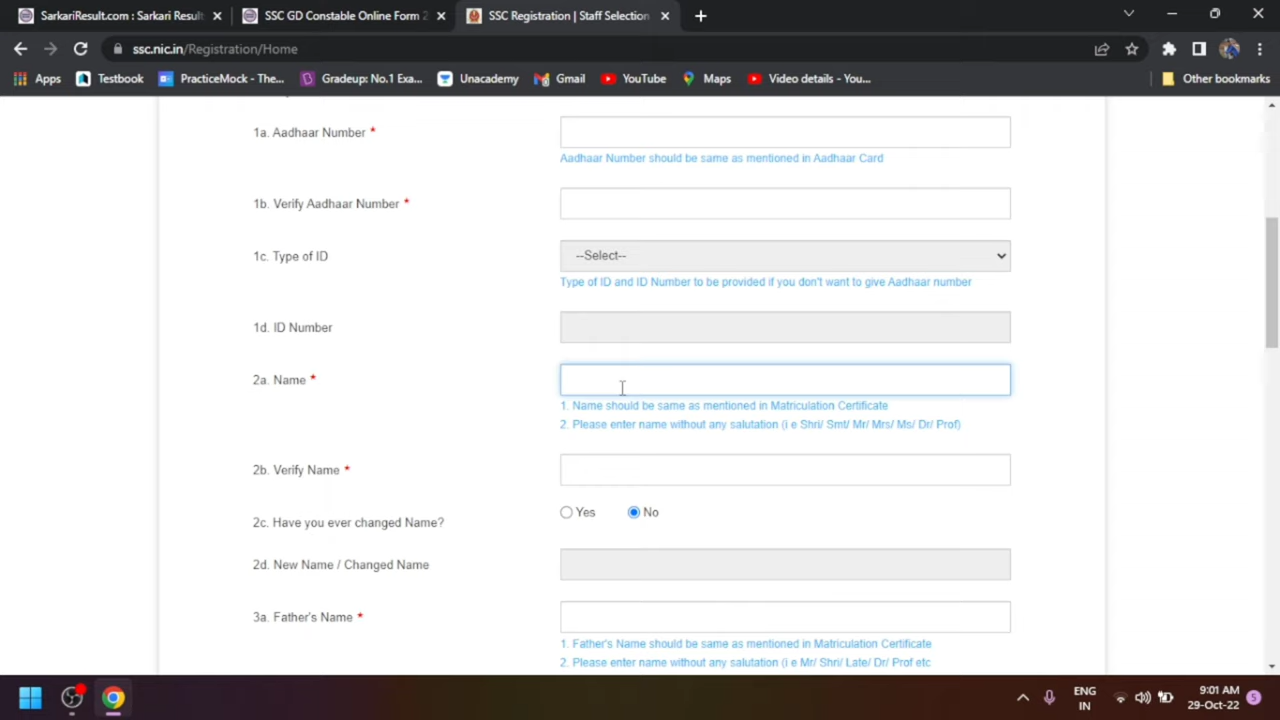 SarkariResult.com : Sarkari Result
SSC GD Constable Online Form 2
SSC Registration | Staff Selection
ssc.nic.in/Registration/Home
Apps
Testbook
PracticeMock - The...
Gradeup: No.1 Exa...
Unacademy
Gmail
YouTube
Maps
Video details - You...
Other bookmarks
1a. Aadhaar Number *
Aadhaar Number should be same as mentioned in Aadhaar Card
1b. Verify Aadhaar Number *
1c. Type of ID
--Select--
Type of ID and ID Number to be provided if you don't want to give Aadhaar number
1d. ID Number
2a. Name *
1. Name should be same as mentioned in Matriculation Certificate
2. Please enter name without any salutation (i e Shri/ Smt/ Mr/ Mrs/ Ms/ Dr/ Prof)
2b. Verify Name *
2c. Have you ever changed Name?
Yes
No
2d. New Name / Changed Name
3a. Father's Name *
1. Father's Name should be same as mentioned in Matriculation Certificate
2. Please enter name without any salutation (i e Mr/ Shri/ Late/ Dr/ Prof etc
ENG
IN
9:01 AM
29-Oct-22
5